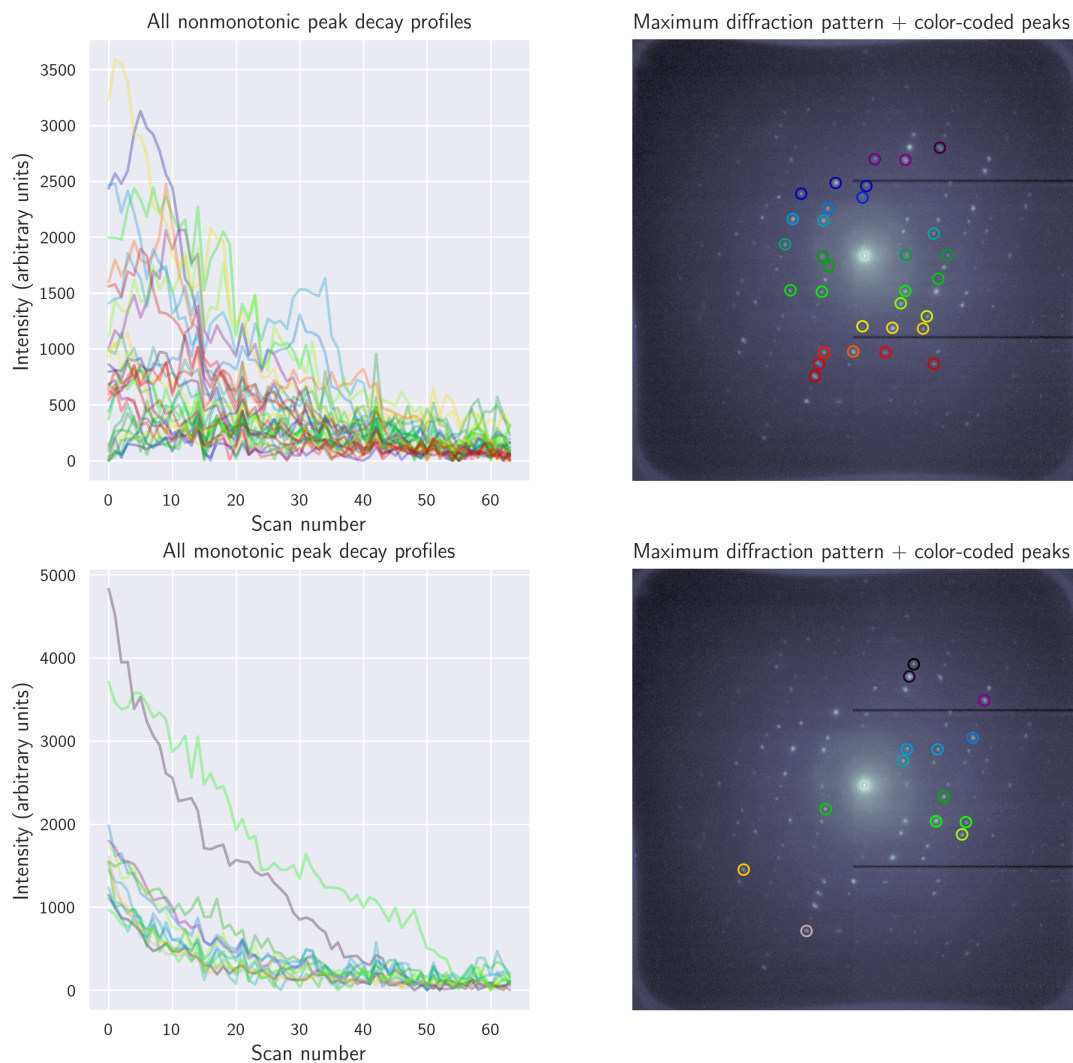 All nonmonotonic peak decay profiles
Maximum diffraction pattern + color-coded peaks
3500
3000
2500
2000
1500
1000
500
0
Intensity (arbitrary units)
0 10 20 30 40 50 60
Scan number
All monotonic peak decay profiles
Maximum diffraction pattern + color-coded peaks
5000
4000
3000
2000
1000
0
Intensity (arbitrary units)
0 10 20 30 40 50 60
Scan number